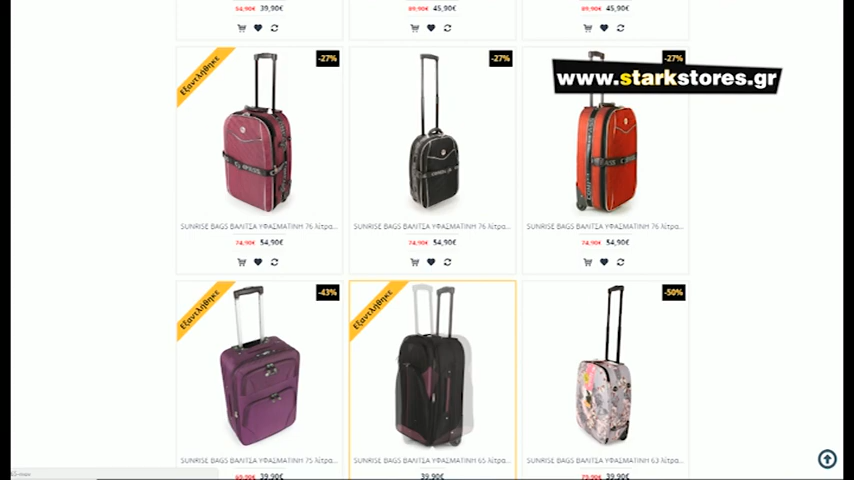 54,90€ 39,90€
89,90€ 45,90€
89,90€ 45,90€
Εξαντλήθηκε
-27%
-27%
-27%
www.starkstores.gr
SUNRISE BAGS ΒΑΛΙΤΣΑ ΥΦΑΣΜΑΤΙΝΗ 76 λίτρα...
SUNRISE BAGS ΒΑΛΙΤΣΑ ΥΦΑΣΜΑΤΙΝΗ 76 λίτρα...
SUNRISE BAGS ΒΑΛΙΤΣΑ ΥΦΑΣΜΑΤΙΝΗ 76 λίτρα...
74,90€ 54,90€
74,90€ 54,90€
74,90€ 54,90€
Εξαντλήθηκε
-43%
Εξαντλήθηκε
-50%
SUNRISE BAGS ΒΑΛΙΤΣΑ ΥΦΑΣΜΑΤΙΝΗ 75 λίτρα...
SUNRISE BAGS ΒΑΛΙΤΣΑ ΥΦΑΣΜΑΤΙΝΗ 65 λίτρα...
SUNRISE BAGS ΒΑΛΙΤΣΑ ΥΦΑΣΜΑΤΙΝΗ 63 λίτρα...
69,90€ 39,90€
39,90€
79,90€ 39,90€